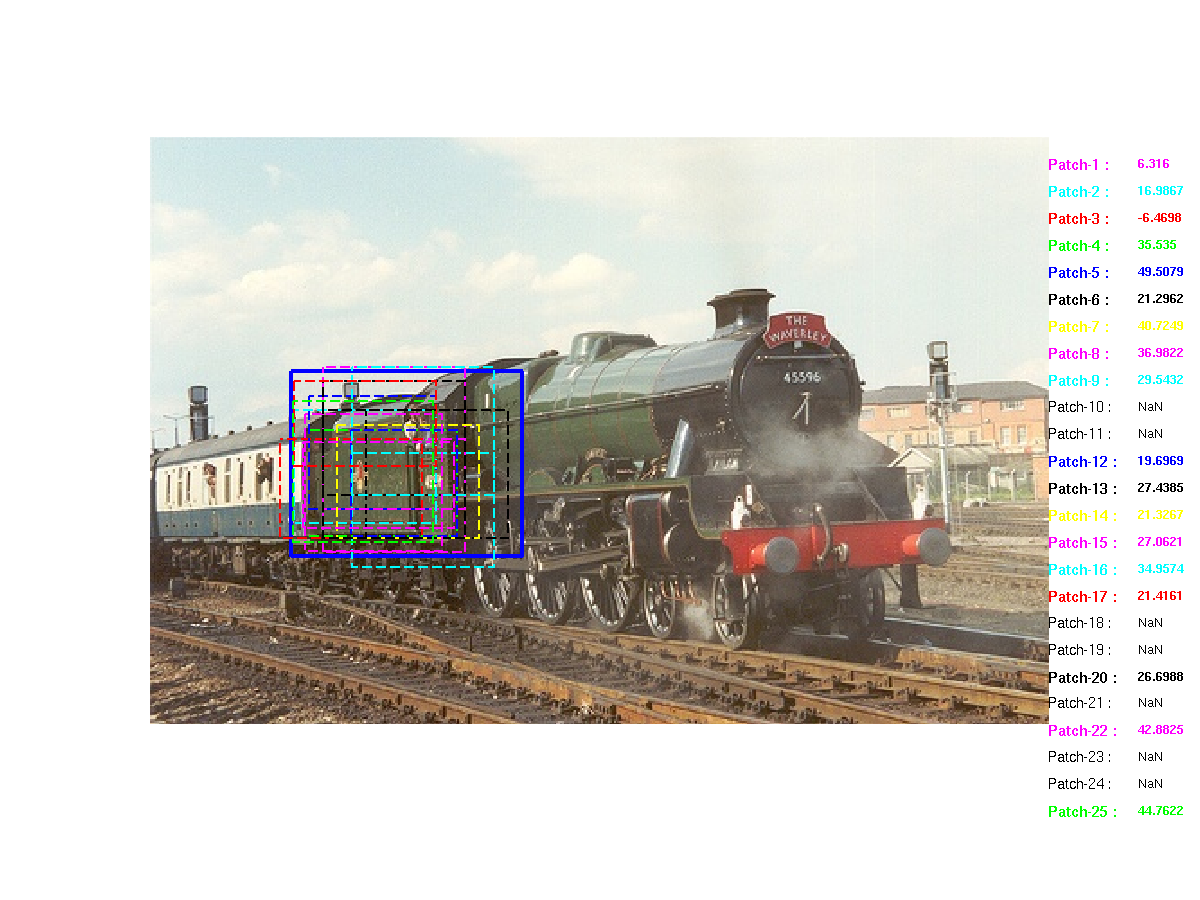 THE
WAVERLEY
45596
Patch-1 : 6.316
Patch-2 : 16.9867
Patch-3 : -6.4698
Patch-4 : 35.535
Patch-5 : 49.5079
Patch-6 : 21.2962
Patch-7 : 40.7249
Patch-8 : 36.9822
Patch-9 : 29.5432
Patch-10 : NaN
Patch-11 : NaN
Patch-12 : 19.6969
Patch-13 : 27.4385
Patch-14 : 21.3267
Patch-15 : 27.0621
Patch-16 : 34.9574
Patch-17 : 21.4161
Patch-18 : NaN
Patch-19 : NaN
Patch-20 : 26.6988
Patch-21 : NaN
Patch-22 : 42.8825
Patch-23 : NaN
Patch-24 : NaN
Patch-25 : 44.7622